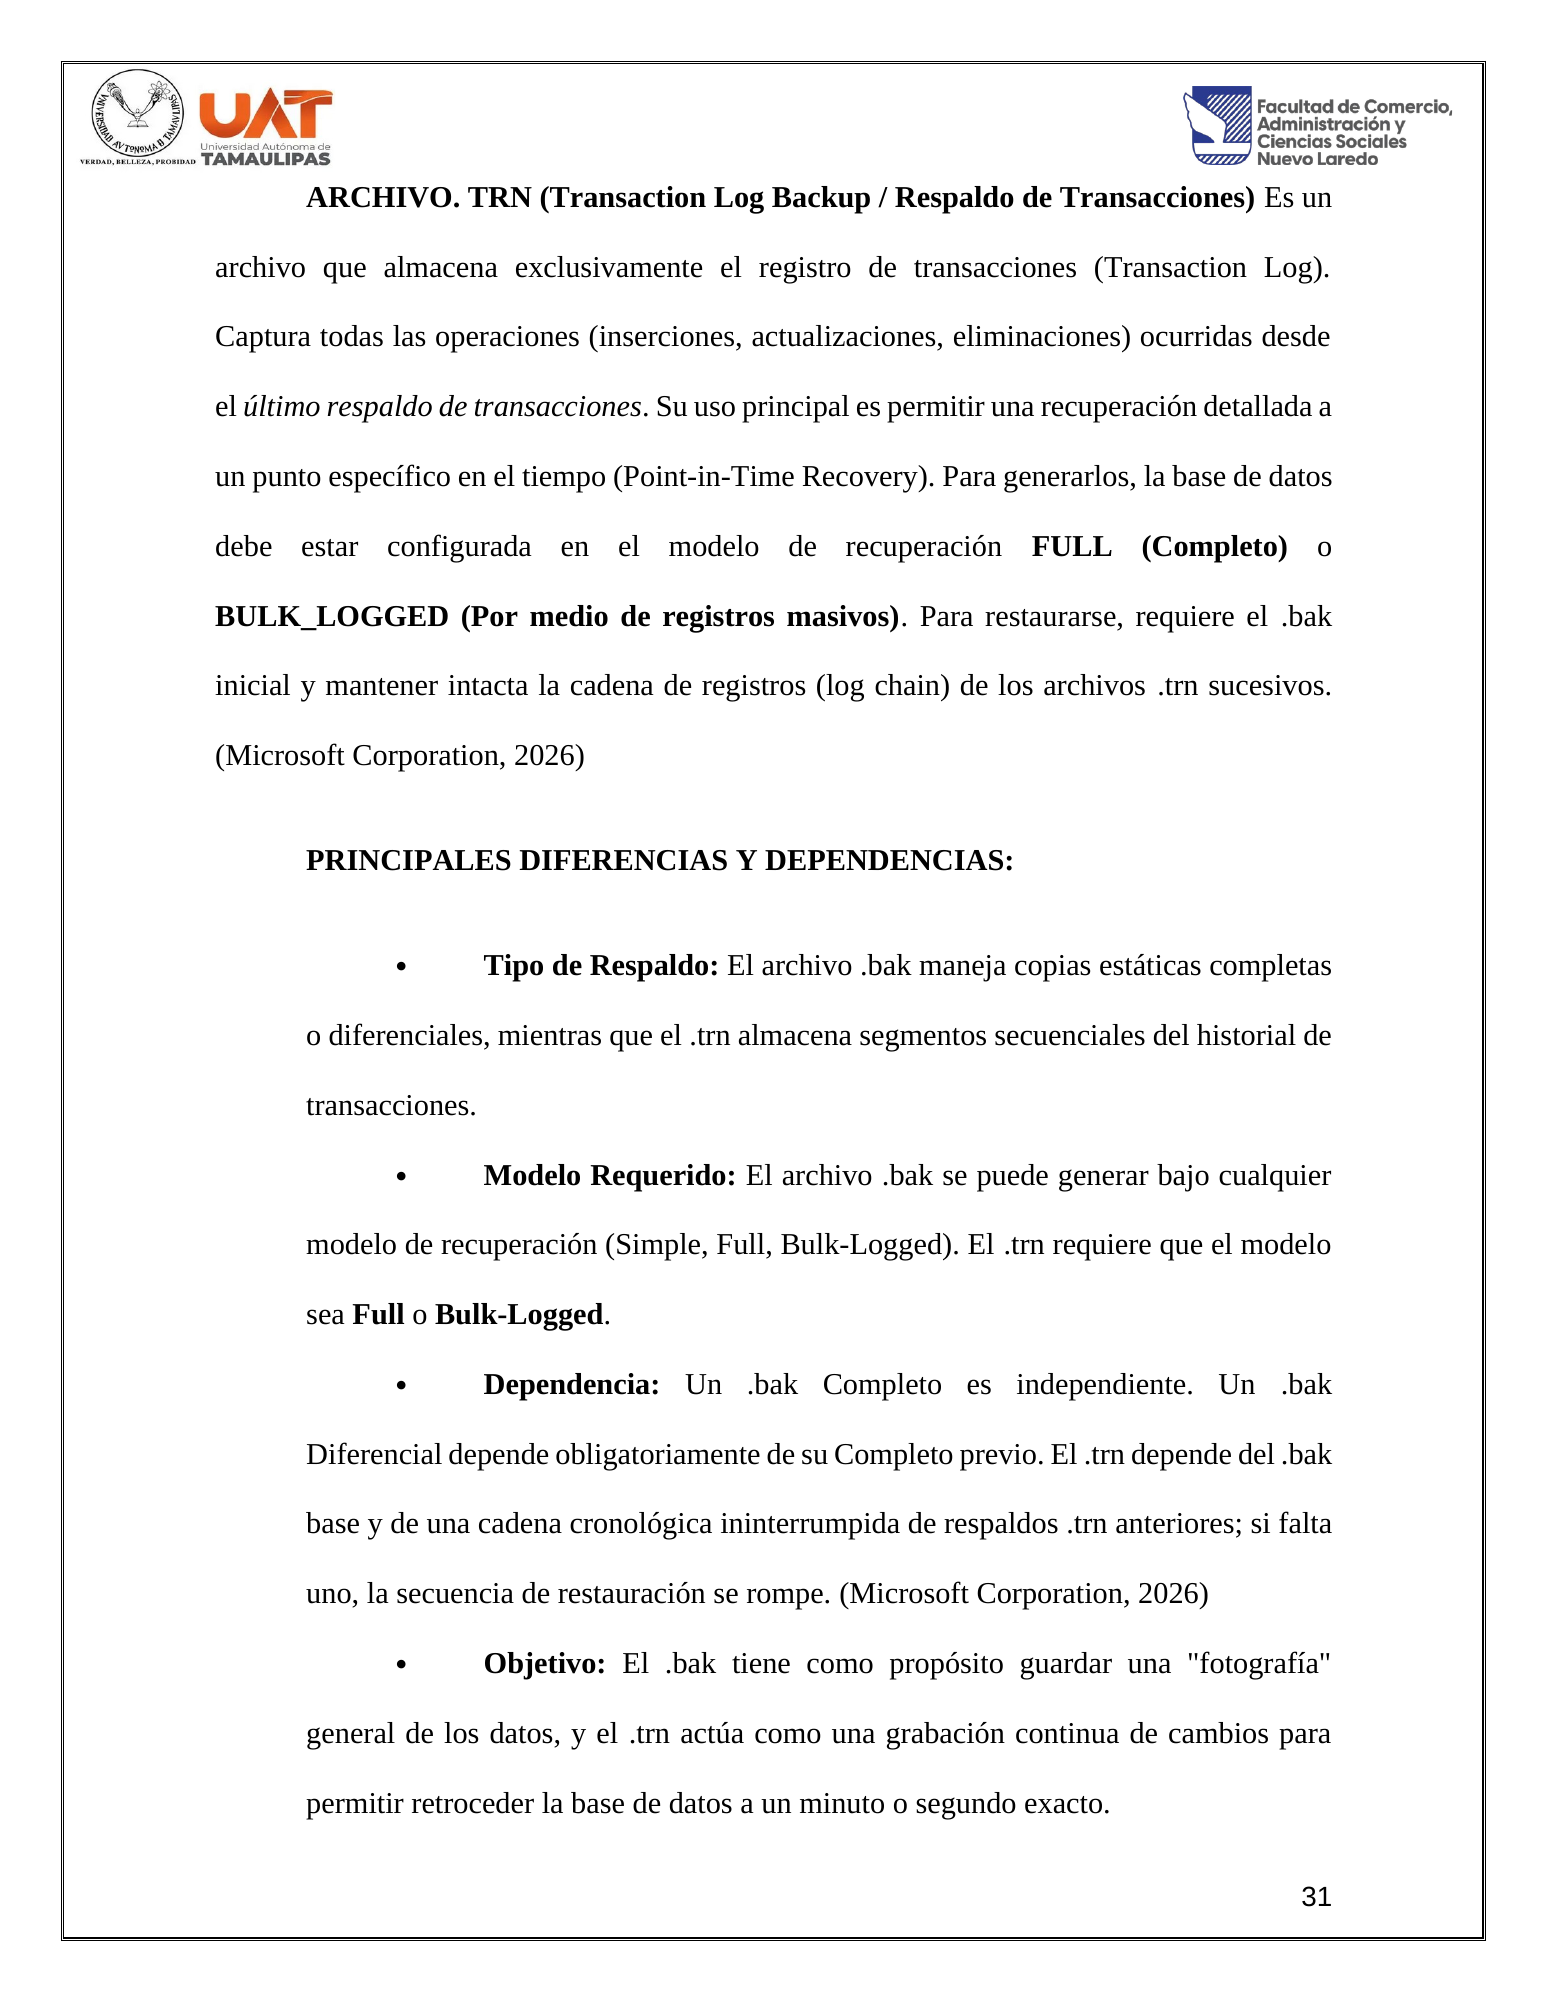 UNIVERSIDAD AUTONOMA DE TAMAULIPAS
VERDAD, BELLEZA, PROBIDAD
UAT
Universidad Autónoma de
TAMAULIPAS
Facultad de Comercio,
Administración y
Ciencias Sociales
Nuevo Laredo
ARCHIVO. TRN (Transaction Log Backup / Respaldo de Transacciones) Es un
archivo que almacena exclusivamente el registro de transacciones (Transaction Log).
Captura todas las operaciones (inserciones, actualizaciones, eliminaciones) ocurridas desde
el último respaldo de transacciones. Su uso principal es permitir una recuperación detallada a
un punto específico en el tiempo (Point-in-Time Recovery). Para generarlos, la base de datos
debe estar configurada en el modelo de recuperación FULL (Completo) o
BULK_LOGGED (Por medio de registros masivos). Para restaurarse, requiere el .bak
inicial y mantener intacta la cadena de registros (log chain) de los archivos .trn sucesivos.
(Microsoft Corporation, 2026)
PRINCIPALES DIFERENCIAS Y DEPENDENCIAS:
• Tipo de Respaldo: El archivo .bak maneja copias estáticas completas
o diferenciales, mientras que el .trn almacena segmentos secuenciales del historial de
transacciones.
• Modelo Requerido: El archivo .bak se puede generar bajo cualquier
modelo de recuperación (Simple, Full, Bulk-Logged). El .trn requiere que el modelo
sea Full o Bulk-Logged.
• Dependencia: Un .bak Completo es independiente. Un .bak
Diferencial depende obligatoriamente de su Completo previo. El .trn depende del .bak
base y de una cadena cronológica ininterrumpida de respaldos .trn anteriores; si falta
uno, la secuencia de restauración se rompe. (Microsoft Corporation, 2026)
• Objetivo: El .bak tiene como propósito guardar una "fotografía"
general de los datos, y el .trn actúa como una grabación continua de cambios para
permitir retroceder la base de datos a un minuto o segundo exacto.
31